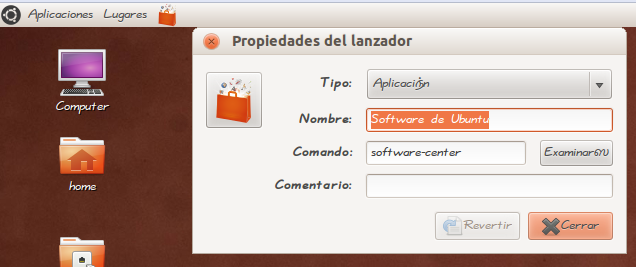 Aplicaciones Lugares
Propiedades del lanzador
Computer
home
Tipo: Aplicación
Nombre: Software de Ubuntu
Comando: software-center Examinar
Comentario:
Revertir Cerrar